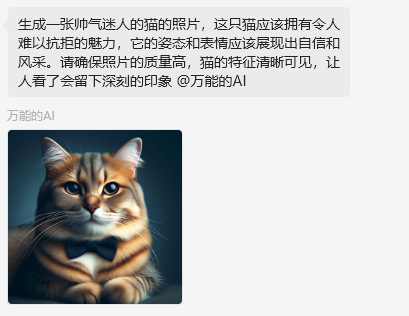 生成一张帅气迷人的猫的照片，这只猫应该拥有令人
难以抗拒的魅力，它的姿态和表情应该展现出自信和
风采。请确保照片的质量高，猫的特征清晰可见，让
人看了会留下深刻的印象 @万能的AI
万能的AI